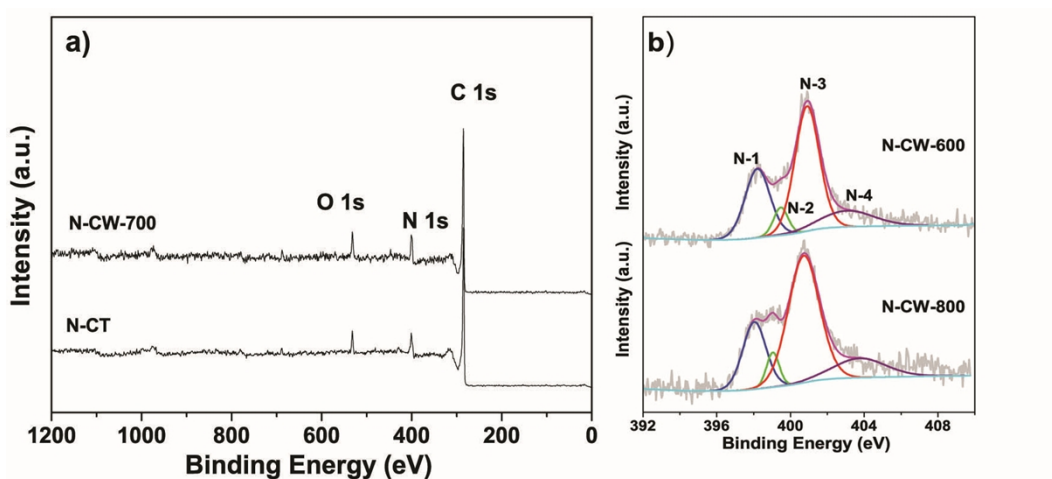 a)
C 1s
O 1s
N 1s
N-CW-700
N-CT
Intensity (a.u.)
1200 1000 800 600 400 200 0
Binding Energy (eV)
b)
N-3
N-CW-600
N-1
N-4
N-2
Intensity (a.u.)
N-CW-800
Intensity (a.u.)
392 396 400 404 408
Binding Energy (eV)